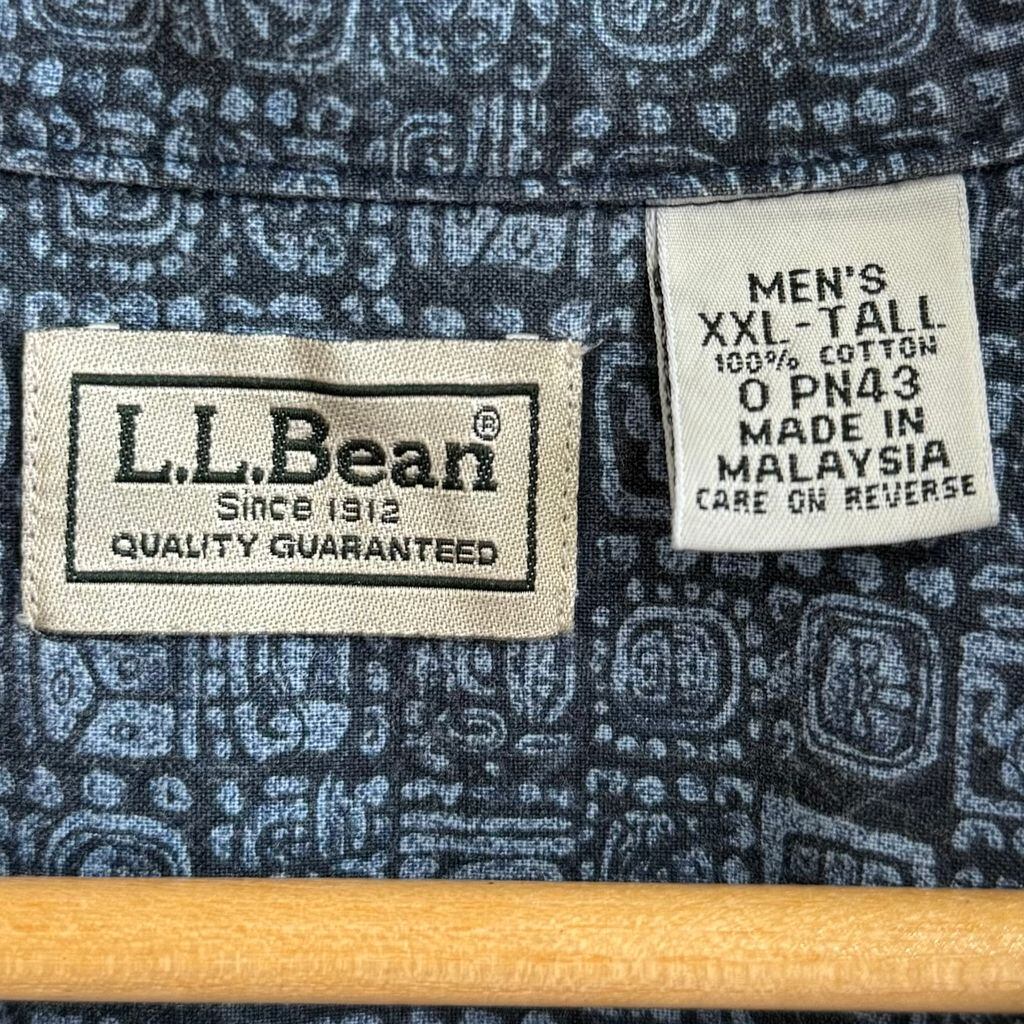 L.L.Bean®
Since 1912
QUALITY GUARANTEED
MEN'S
XXL-TALL
100% COTTON
0 PN43
MADE IN
MALAYSIA
CARE ON REVERSE